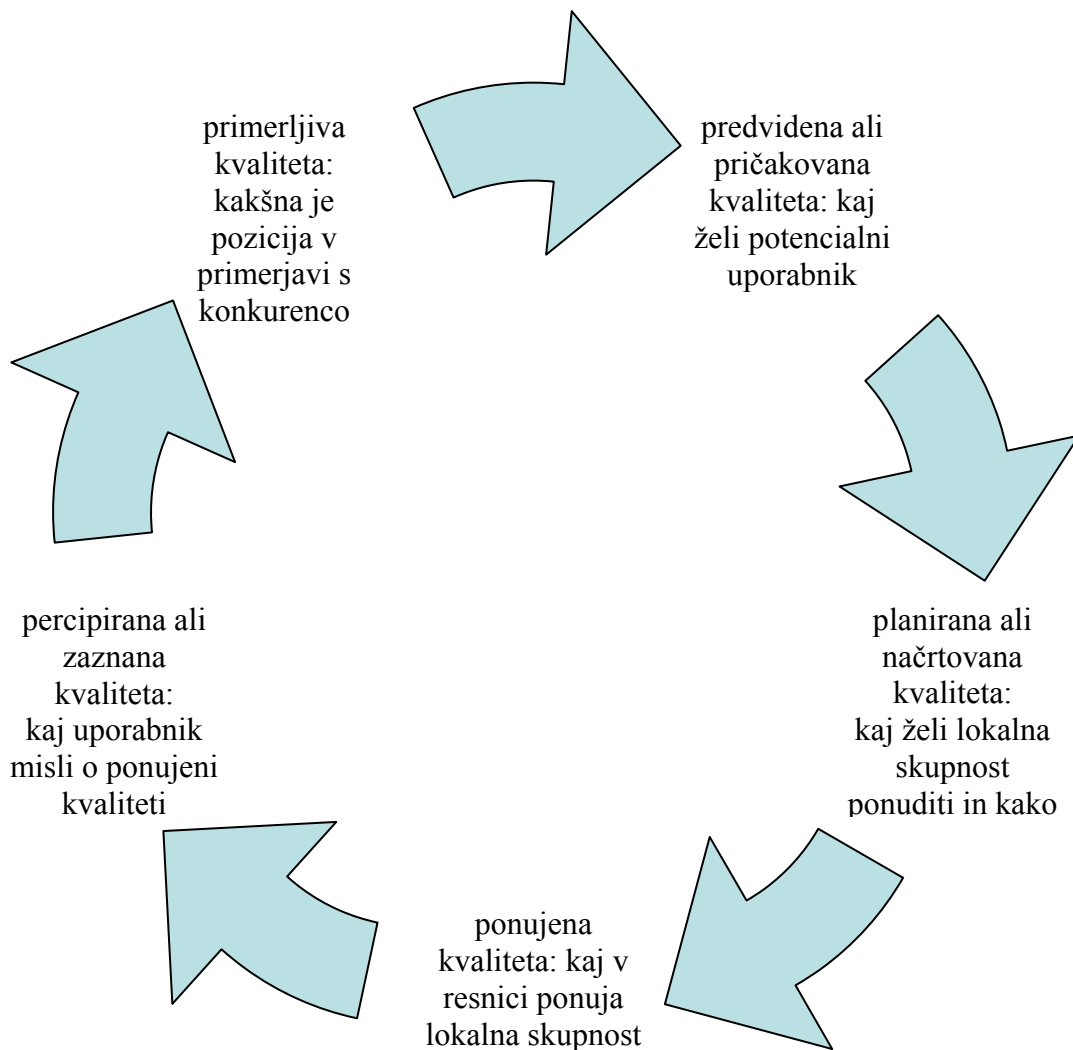 primerljiva
kvaliteta:
kakšna je
pozicija v
primerjavi s
konkurenco
predvidena ali
pričakovana
kvaliteta: kaj
želi potencialni
uporabnik
planirana ali
načrtovana
kvaliteta:
kaj želi lokalna
skupnost
ponuditi in kako
ponujena
kvaliteta: kaj v
resnici ponuja
lokalna skupnost
percipirana ali
zaznana
kvaliteta:
kaj uporabnik
misli o ponujeni
kvaliteti